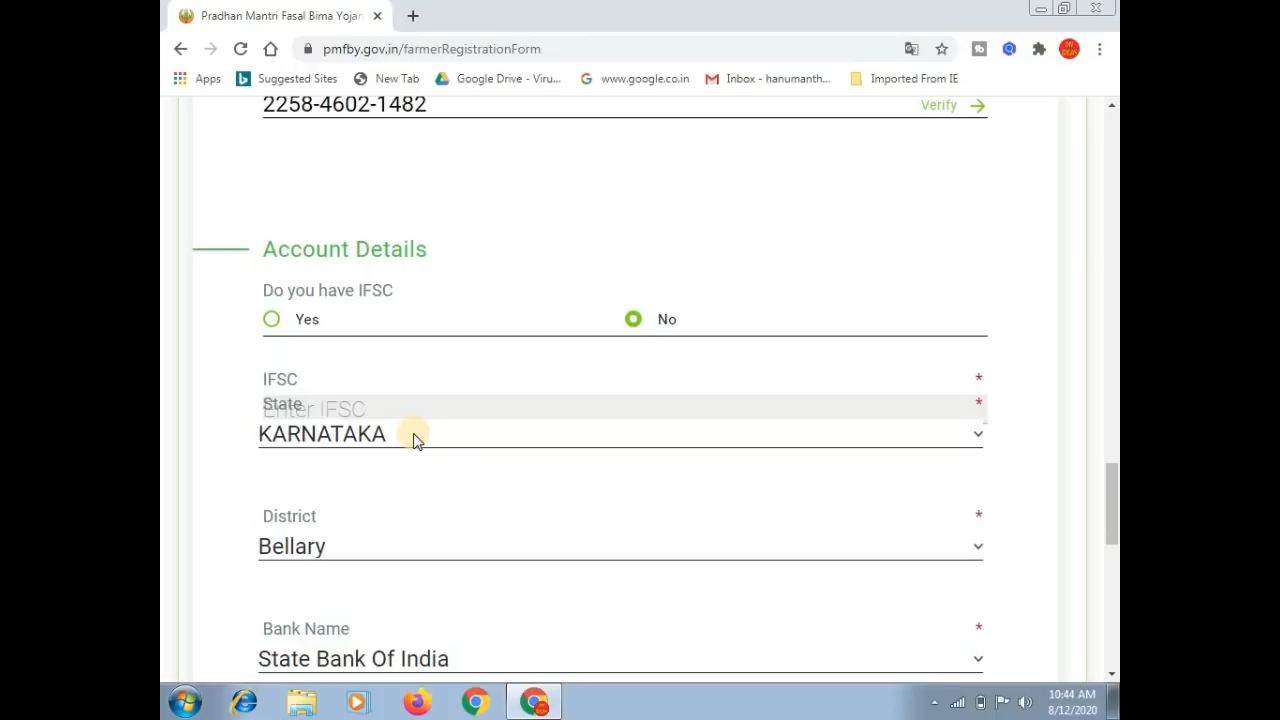 Pradhan Mantri Fasal Bima Yojan
pmfby.gov.in/farmerRegistrationForm
Apps Suggested Sites New Tab Google Drive - Viru... www.google.co.in Inbox - hanumanth... Imported From IE
2258-4602-1482 Verify
Account Details
Do you have IFSC
Yes No
IFSC *
State *
Enter IFSC
KARNATAKA
District *
Bellary
Bank Name *
State Bank Of India
10:44 AM
8/12/2020